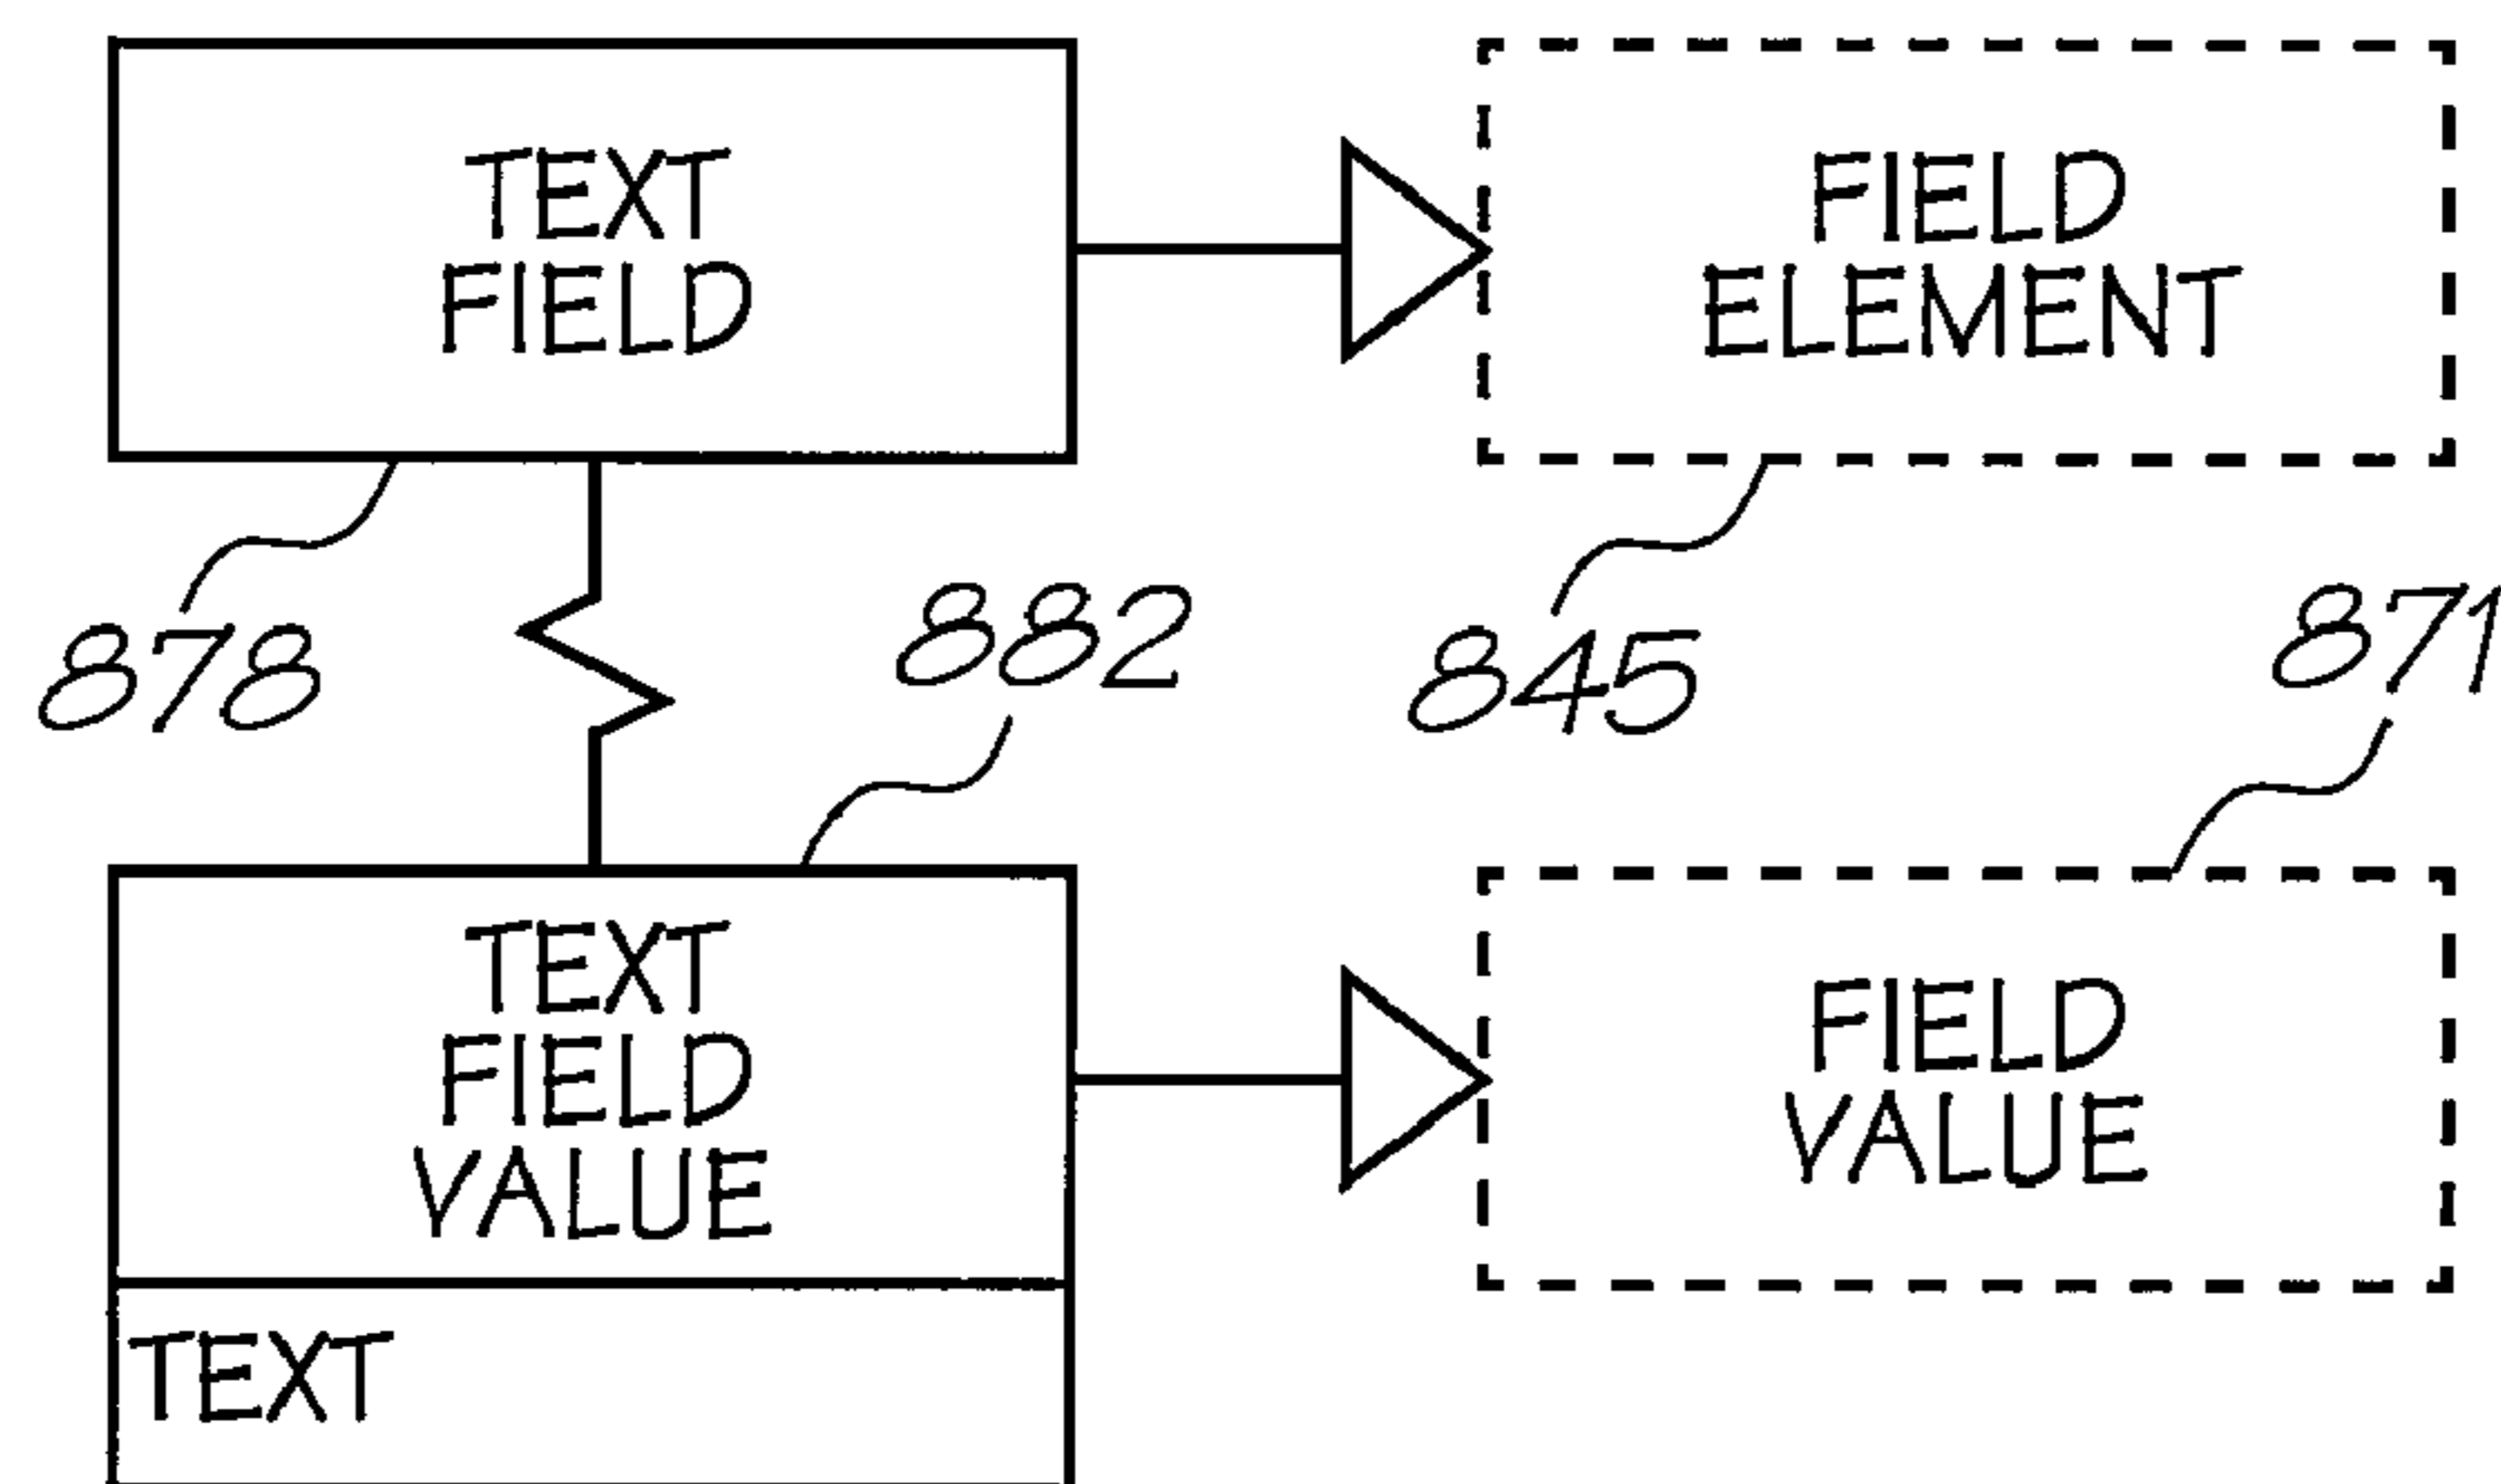 TEXT
FIELD
FIELD
ELEMENT
878
882
845
871
TEXT
FIELD
VALUE
FIELD
VALUE
TEXT